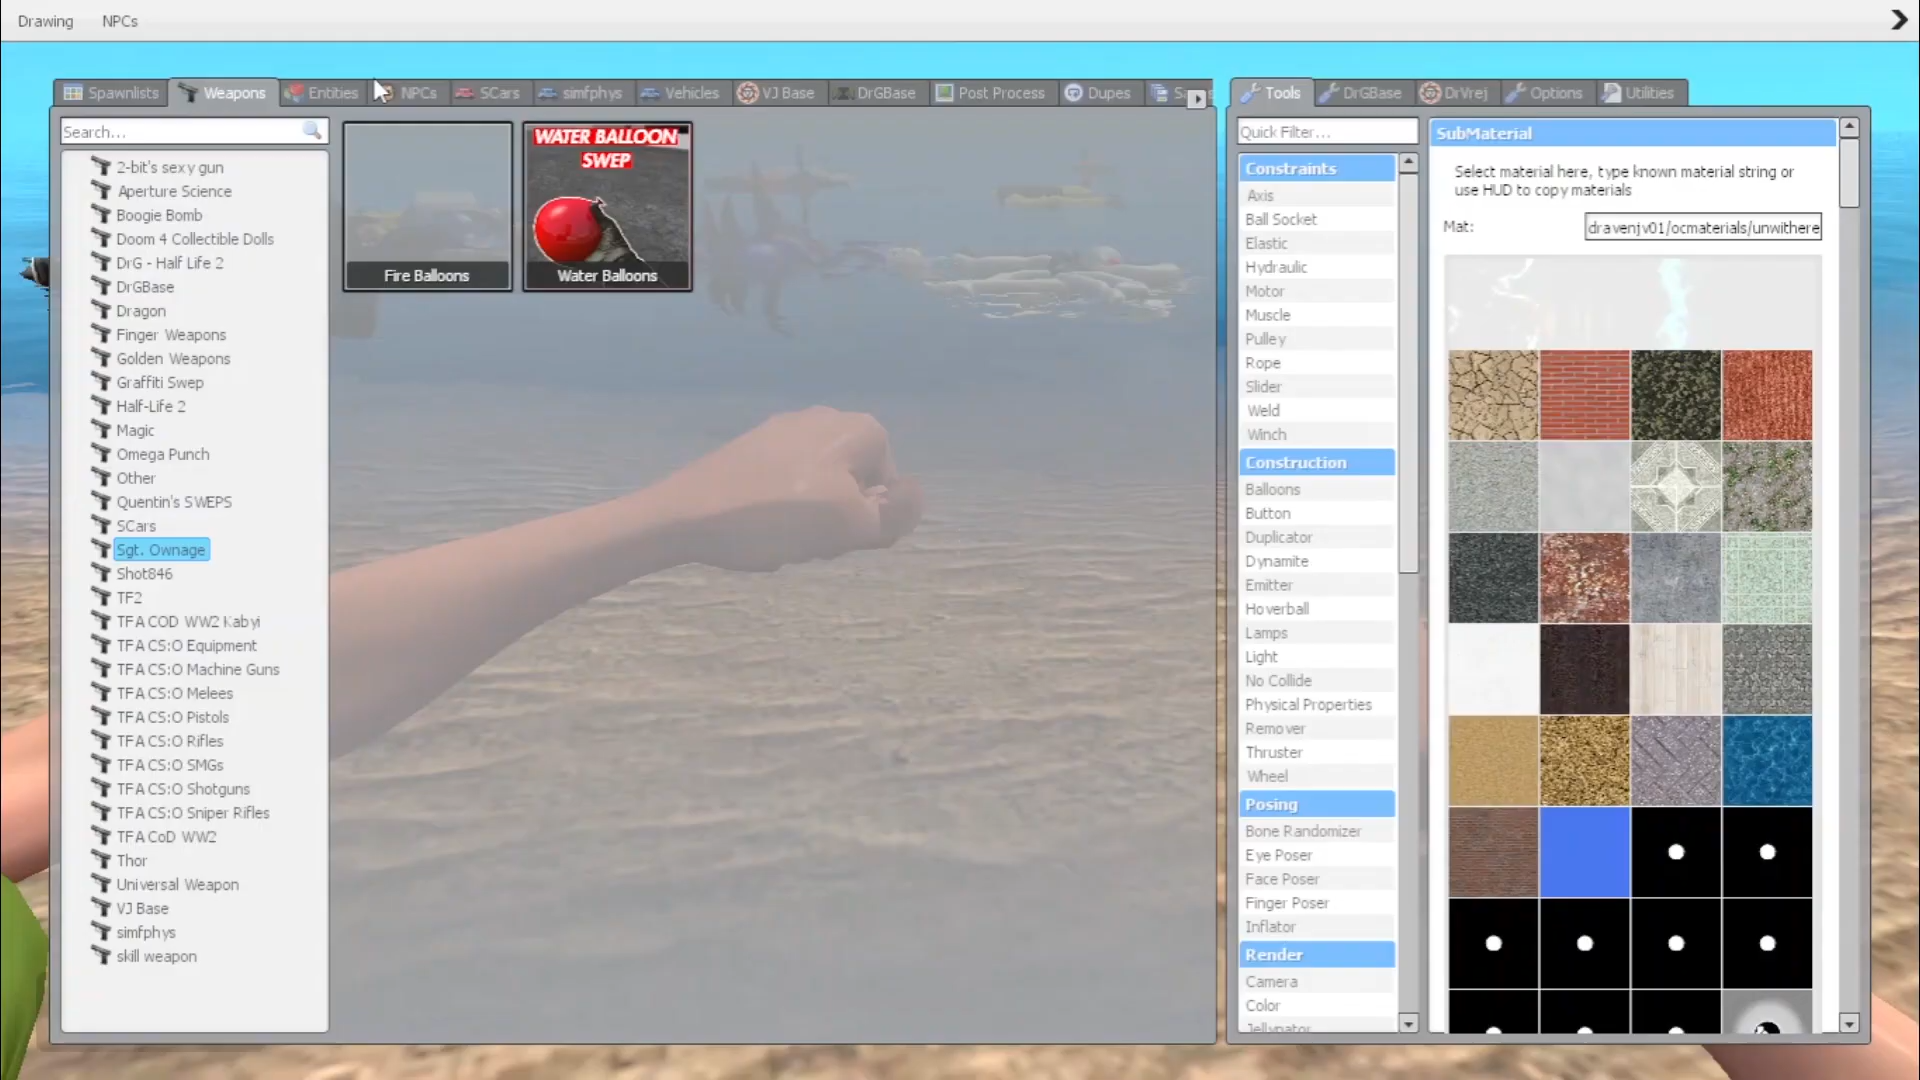 Drawing NPCs
Spawnlists Weapons Entities NPCs SCars simfphys Vehicles VJ Base DrGBase Post Process Dupes
Tools DrGBase DrVrej Options Utilities
Search...
2-bit's sexy gun
Aperture Science
Boogie Bomb
Doom 4 Collectible Dolls
DrG - Half Life 2
DrGBase
Dragon
Finger Weapons
Golden Weapons
Graffiti Swep
Half-Life 2
Magic
Omega Punch
Other
Quentin's SWEPS
SCars
Sgt. Ownage
Shot846
TF2
TFA COD WW2 Kabyi
TFA CS:O Equipment
TFA CS:O Machine Guns
TFA CS:O Melees
TFA CS:O Pistols
TFA CS:O Rifles
TFA CS:O SMGs
TFA CS:O Shotguns
TFA CS:O Sniper Rifles
TFA CoD WW2
Thor
Universal Weapon
VJ Base
simfphys
skill weapon
Fire Balloons
WATER BALLOON
SWEP
Water Balloons
Quick Filter...
Constraints
Axis
Ball Socket
Elastic
Hydraulic
Motor
Muscle
Pulley
Rope
Slider
Weld
Winch
Construction
Balloons
Button
Duplicator
Dynamite
Emitter
Hoverball
Lamps
Light
No Collide
Physical Properties
Remover
Thruster
Wheel
Posing
Bone Randomizer
Eye Poser
Face Poser
Finger Poser
Inflator
Render
Camera
Color
SubMaterial
Select material here, type known material string or
use HUD to copy materials
Mat: dravenjv01/ocmaterials/unwithere